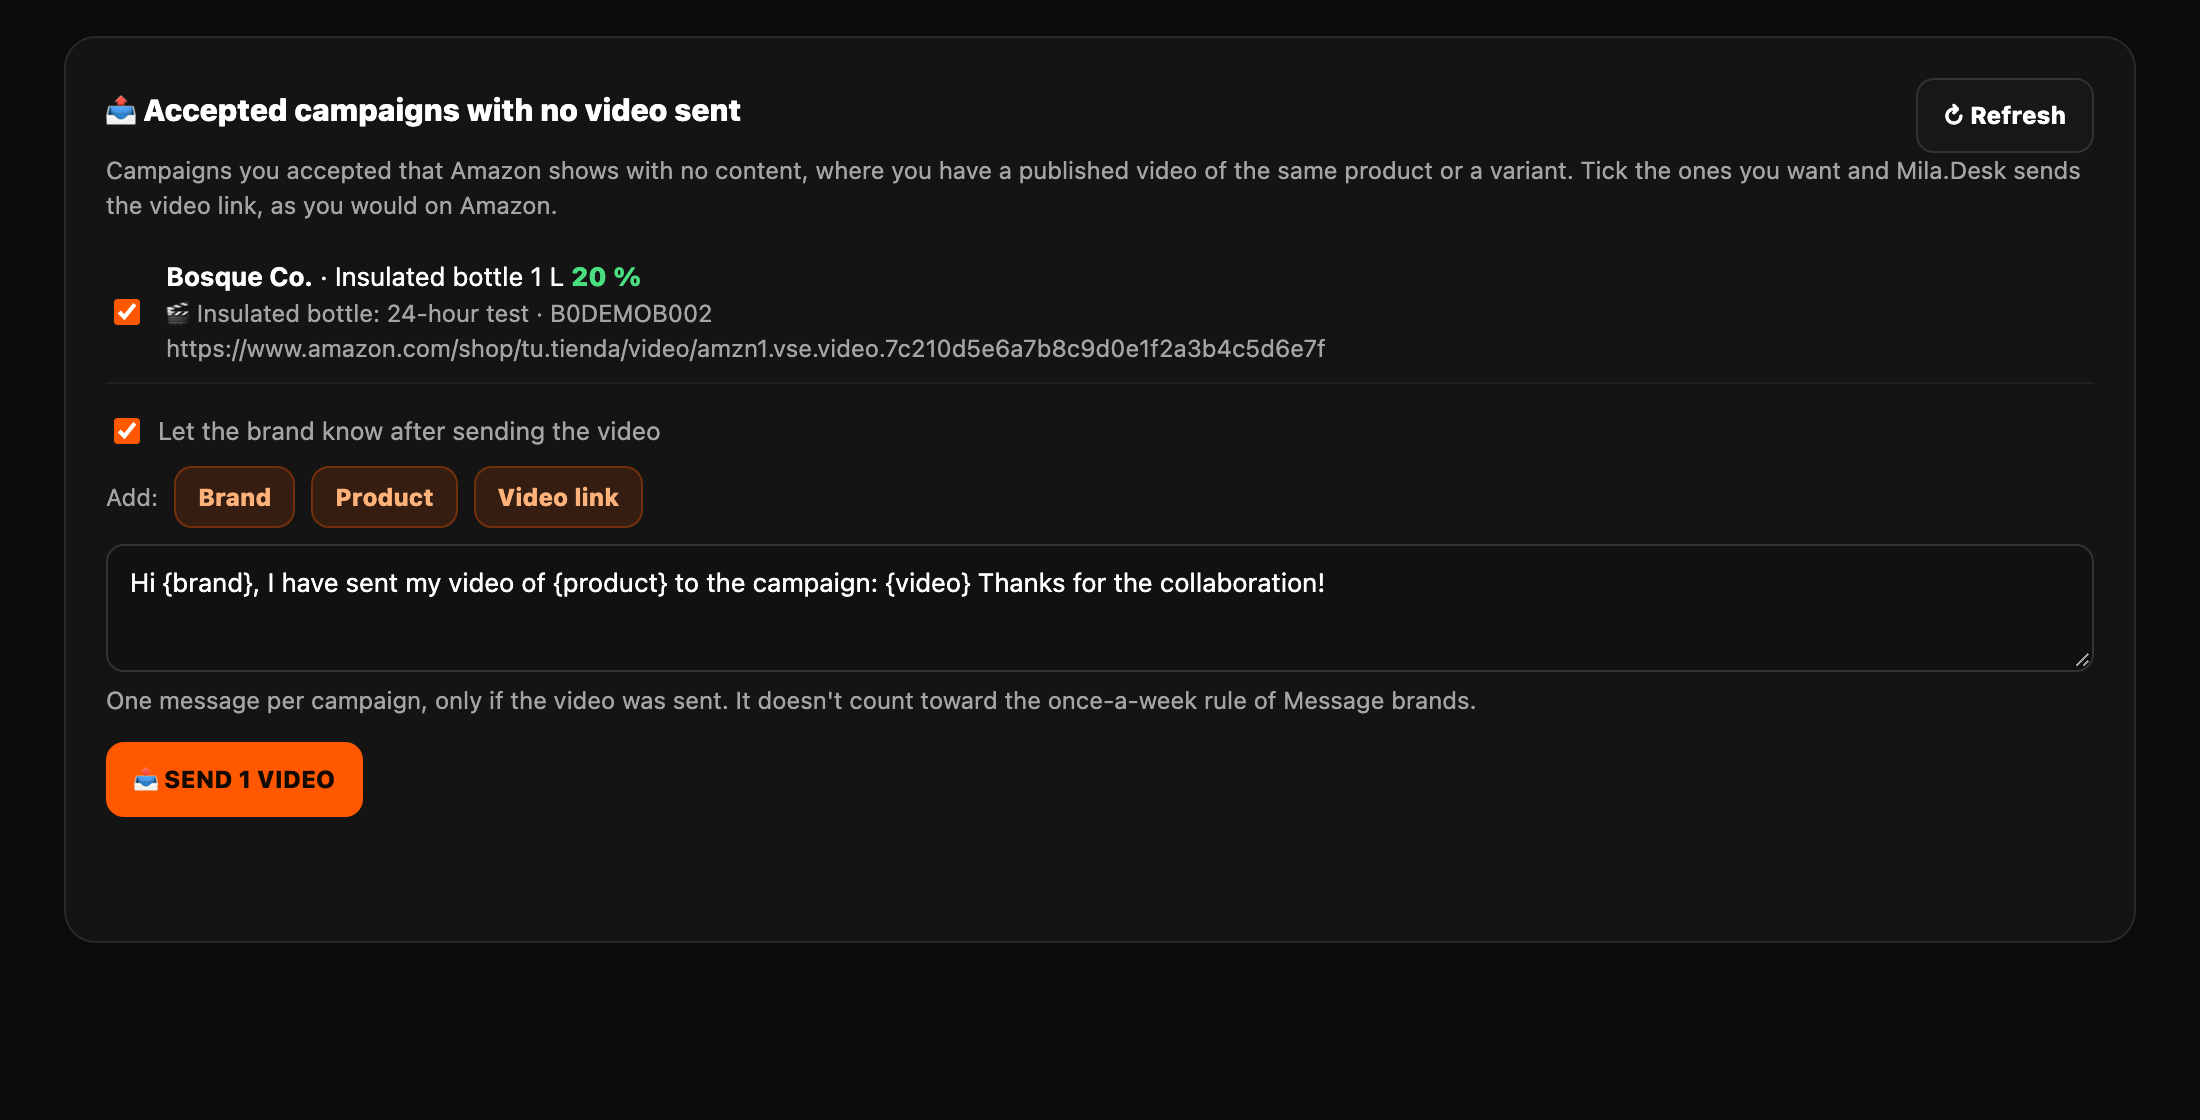 📤 Accepted campaigns with no video sent
↻ Refresh
Campaigns you accepted that Amazon shows with no content, where you have a published video of the same product or a variant. Tick the ones you want and Mila.Desk sends
the video link, as you would on Amazon.
Bosque Co. · Insulated bottle 1 L 20 %
🎬 Insulated bottle: 24-hour test · B0DEMOB002
https://www.amazon.com/shop/tu.tienda/video/amzn1.vse.video.7c210d5e6a7b8c9d0e1f2a3b4c5d6e7f
Let the brand know after sending the video
Add: Brand Product Video link
Hi {brand}, I have sent my video of {product} to the campaign: {video} Thanks for the collaboration!
One message per campaign, only if the video was sent. It doesn't count toward the once-a-week rule of Message brands.
📤 SEND 1 VIDEO